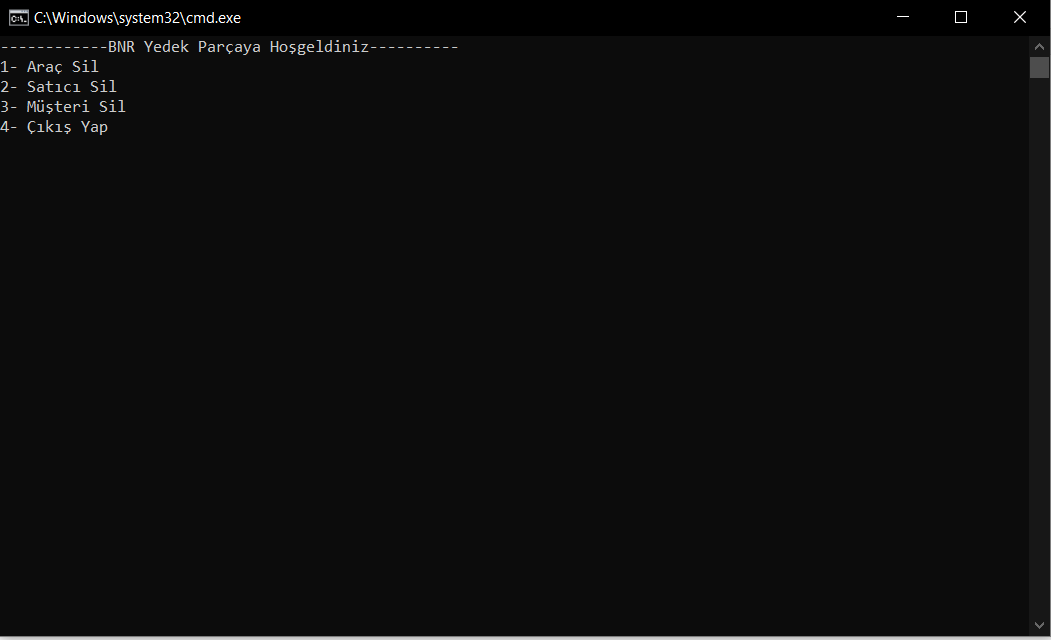 C:\Windows\system32\cmd.exe
------------BNR Yedek Parçaya Hoşgeldiniz----------
1- Araç Sil
2- Satıcı Sil
3- Müşteri Sil
4- Çıkış Yap